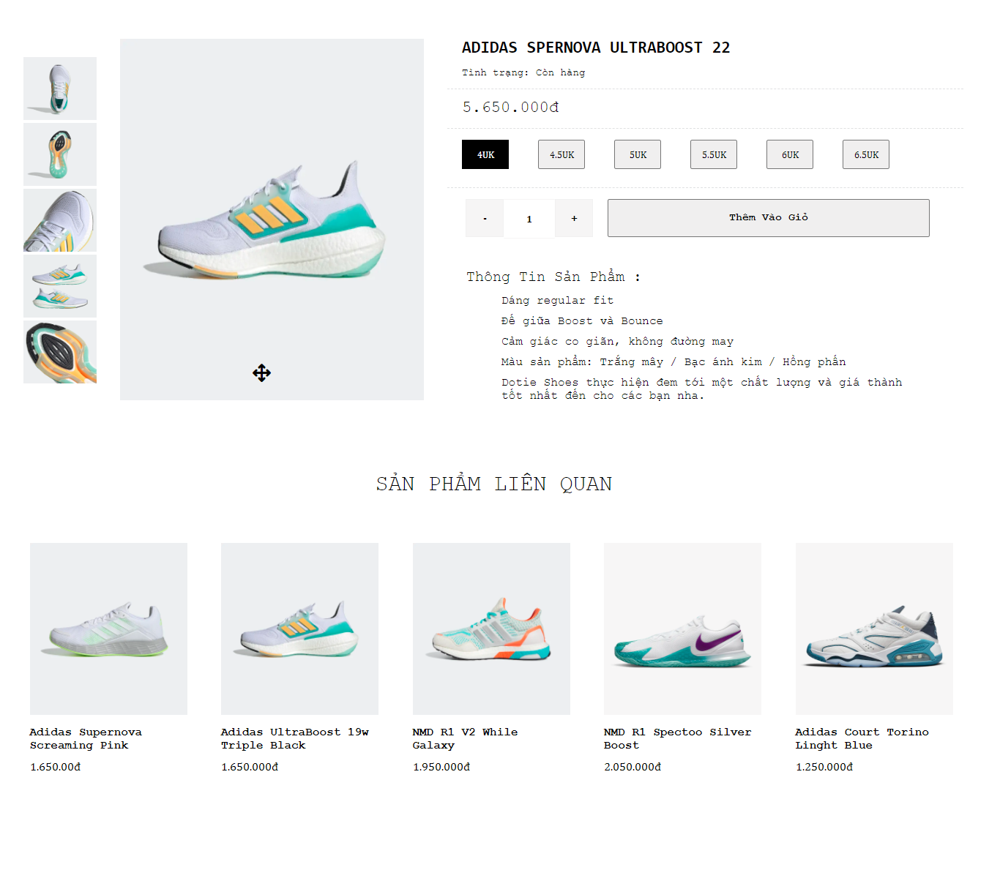 ADIDAS SPERNOVA ULTRABOOST 22
Tình trạng: Còn hàng
5.650.000đ
4UK 4.5UK 5UK 5.5UK 6UK 6.5UK
- 1 + Thêm Vào Giỏ
Thông Tin Sản Phẩm :
Dáng regular fit
Đế giữa Boost và Bounce
Cảm giác co giãn, không đường may
Màu sản phẩm: Trắng mây / Bạc ánh kim / Hồng phấn
Dotie Shoes thực hiện đem tới một chất lượng và giá thành
tốt nhất đến cho các bạn nha.
SẢN PHẨM LIÊN QUAN
Adidas Supernova
Screaming Pink
1.650.00đ
Adidas UltraBoost 19w
Triple Black
1.650.000đ
NMD R1 V2 While
Galaxy
1.950.000đ
NMD R1 Spectoo Silver
Boost
2.050.000đ
Adidas Court Torino
Linght Blue
1.250.000đ